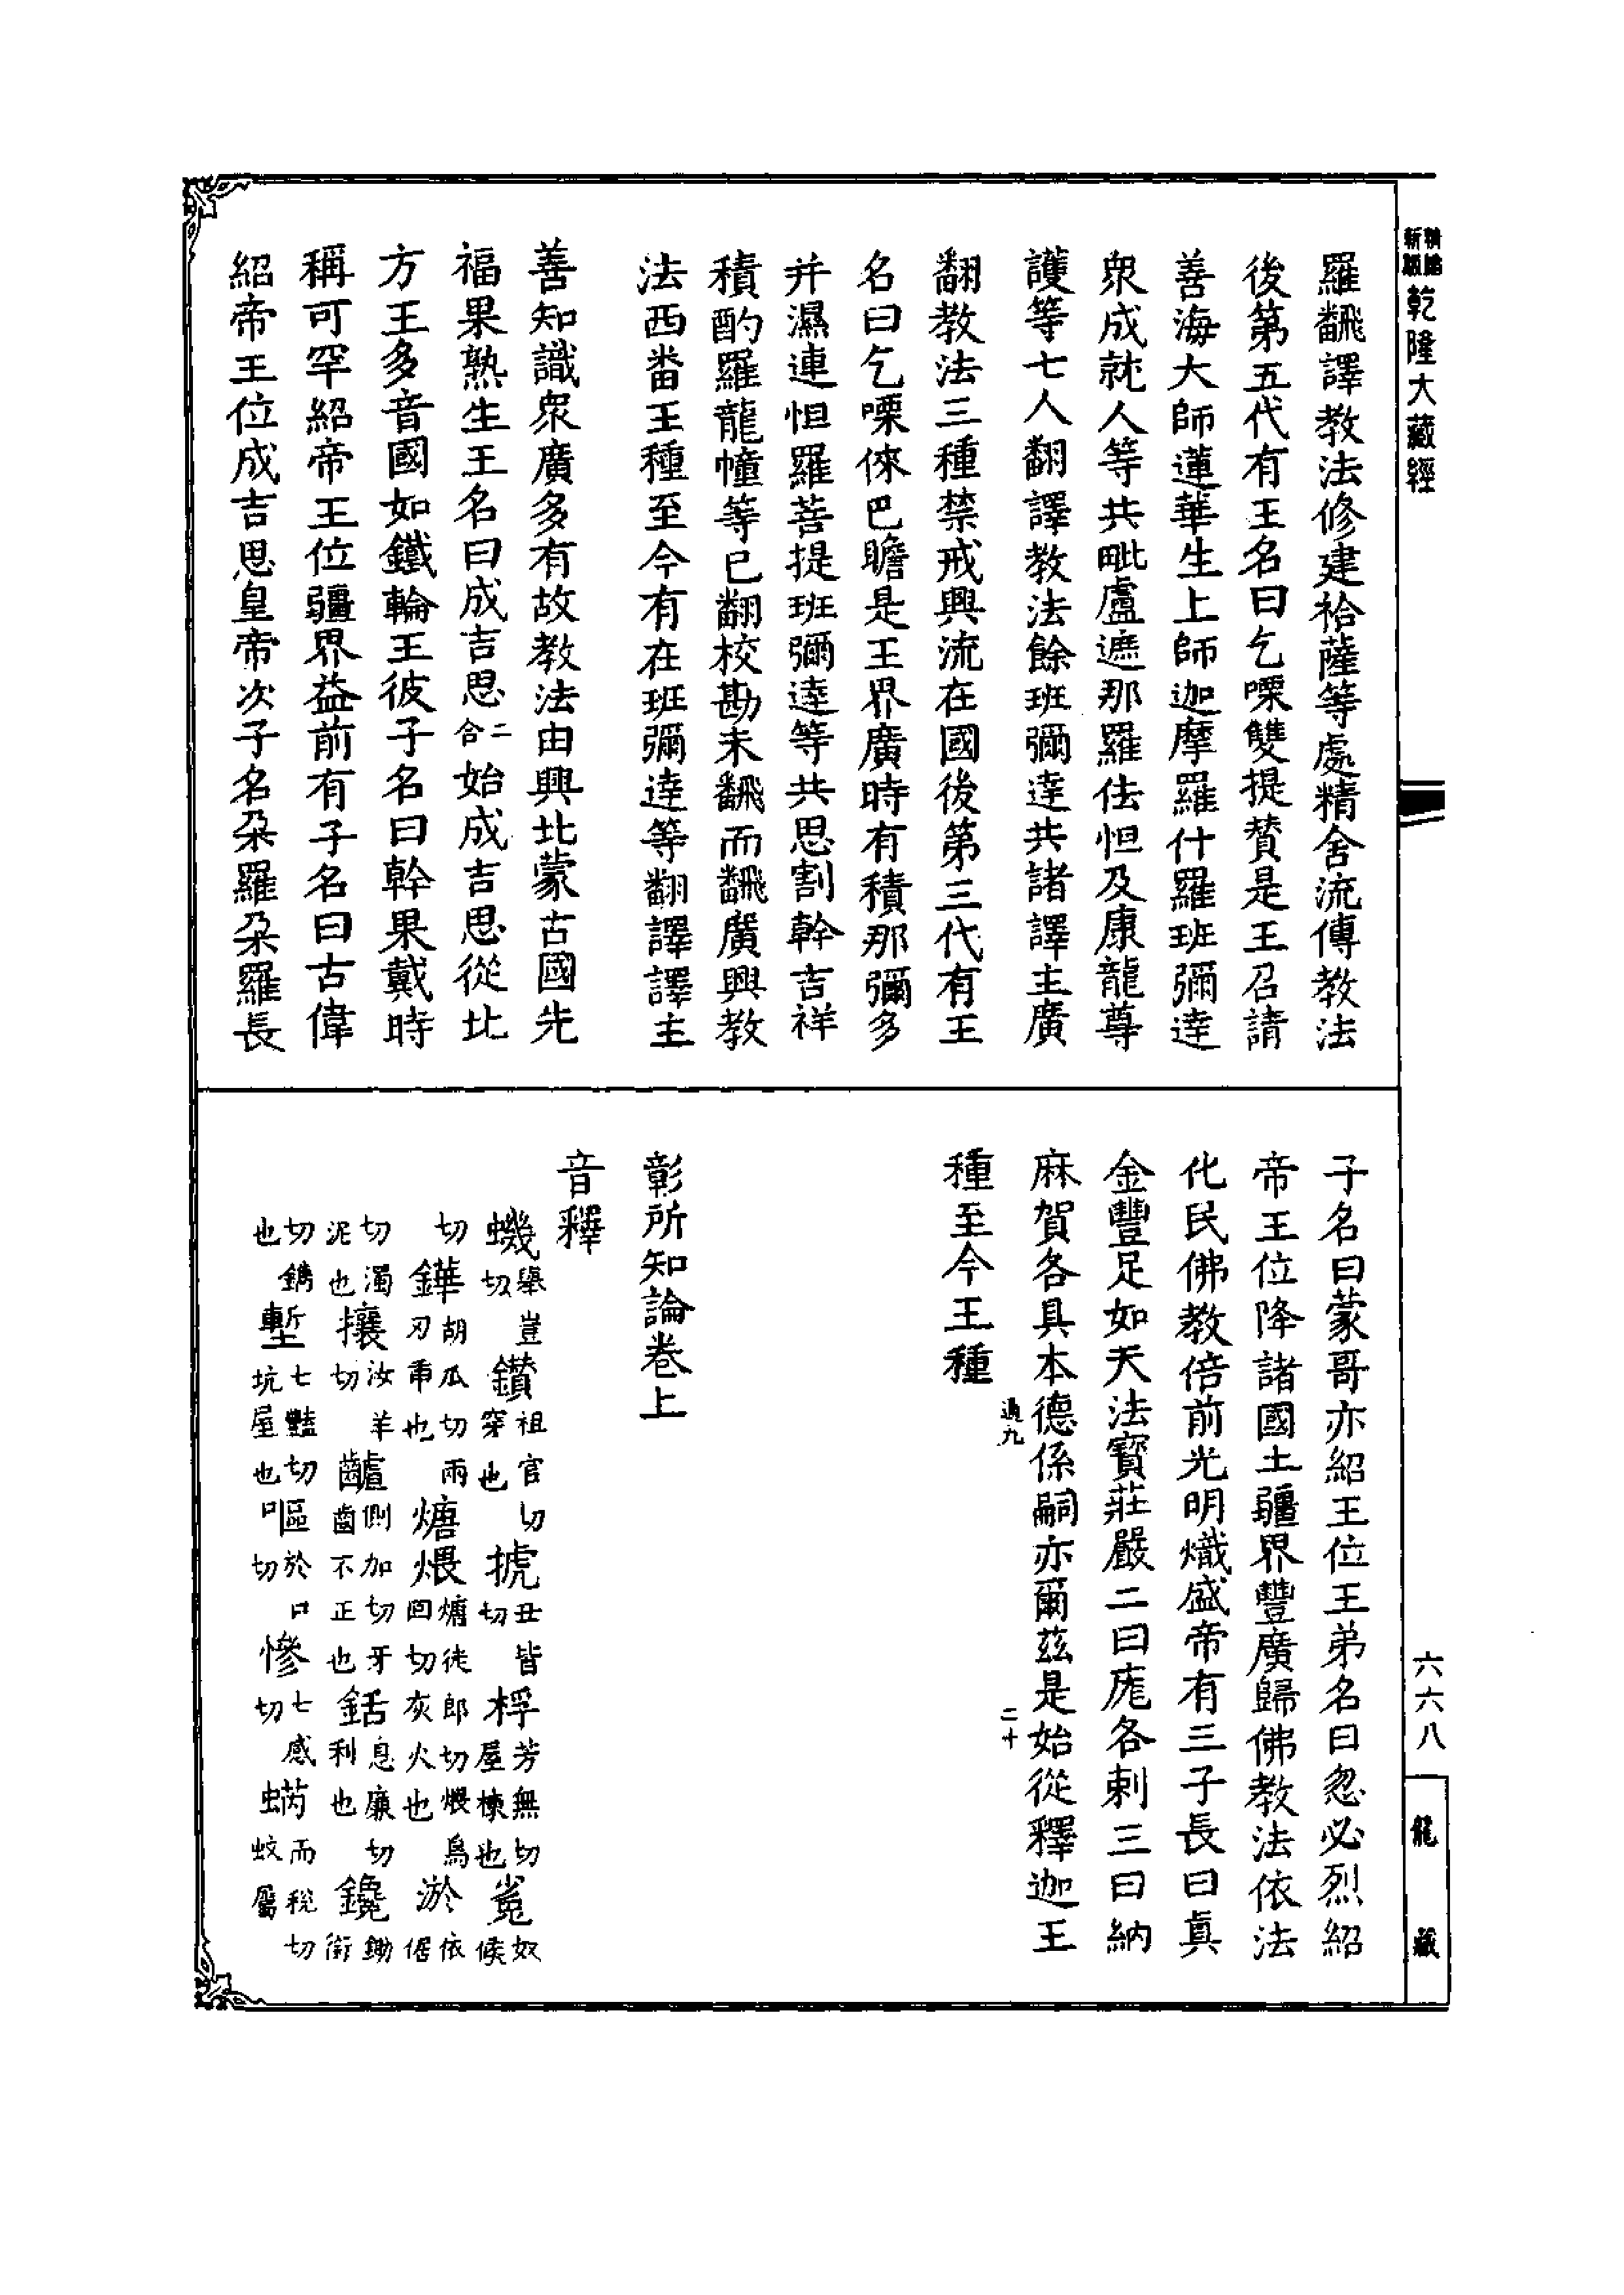 新編縮版乾隆大藏經
羅飜譯教法修建袷薩等處精舍流傳教法
後第五代有王名曰乞㗚雙提贊是王召請
善海大師蓮華生上師迦摩羅什羅班彌達
衆成就人等共毗盧遮那羅佉怛及康龍尊
護等七人翻譯教法餘班彌達共諸譯主廣
翻教法三種禁戒興流在國後第三代有王
名曰乞㗚倈巴瞻是王界廣時有積那彌多
并濕連怛羅菩提班彌達等共思割幹吉祥
積酌羅龍幢等已翻校勘未飜而飜廣興教
法西畨王種至今有在班彌達等翻譯譯主
善知識衆廣多有故教法由興北蒙古國先
福果熟生王名曰成吉思二合始成吉思從北
方王多音國如鐵輪王彼子名曰幹果戴時
稱可罕紹帝王位疆界益前有子名曰古偉
紹帝王位成吉思皇帝次子名朵羅朵羅長
子名曰蒙哥亦紹王位王弟名曰忽必烈紹
帝王位降諸國土疆界豐廣歸佛教法依法
化民佛教倍前光明熾盛帝有三子長曰真
金豐足如天法寶莊嚴二曰厖各剌三曰納
麻賀各具本德係嗣亦爾茲是始從釋迦王
種至今王種
通九
二十
彰所知論卷上
音釋
蟣舉豈切 鑚祖官切穿也 搋丑皆切 桴芳無切屋棟也 㝹奴候
切 鏵胡瓜切兩刃臿也 煻煨煻徒郎切煨烏回切灰火也 淤依倨
切濁泥也 攘汝羊切 齇側加切牙齒不正也 銛息廉切利也 鑱鋤銜
切鐫也 塹七豔切坑屋也 嘔於口切 慘七感切 蜹而稅切蚊屬
六六八
龍藏